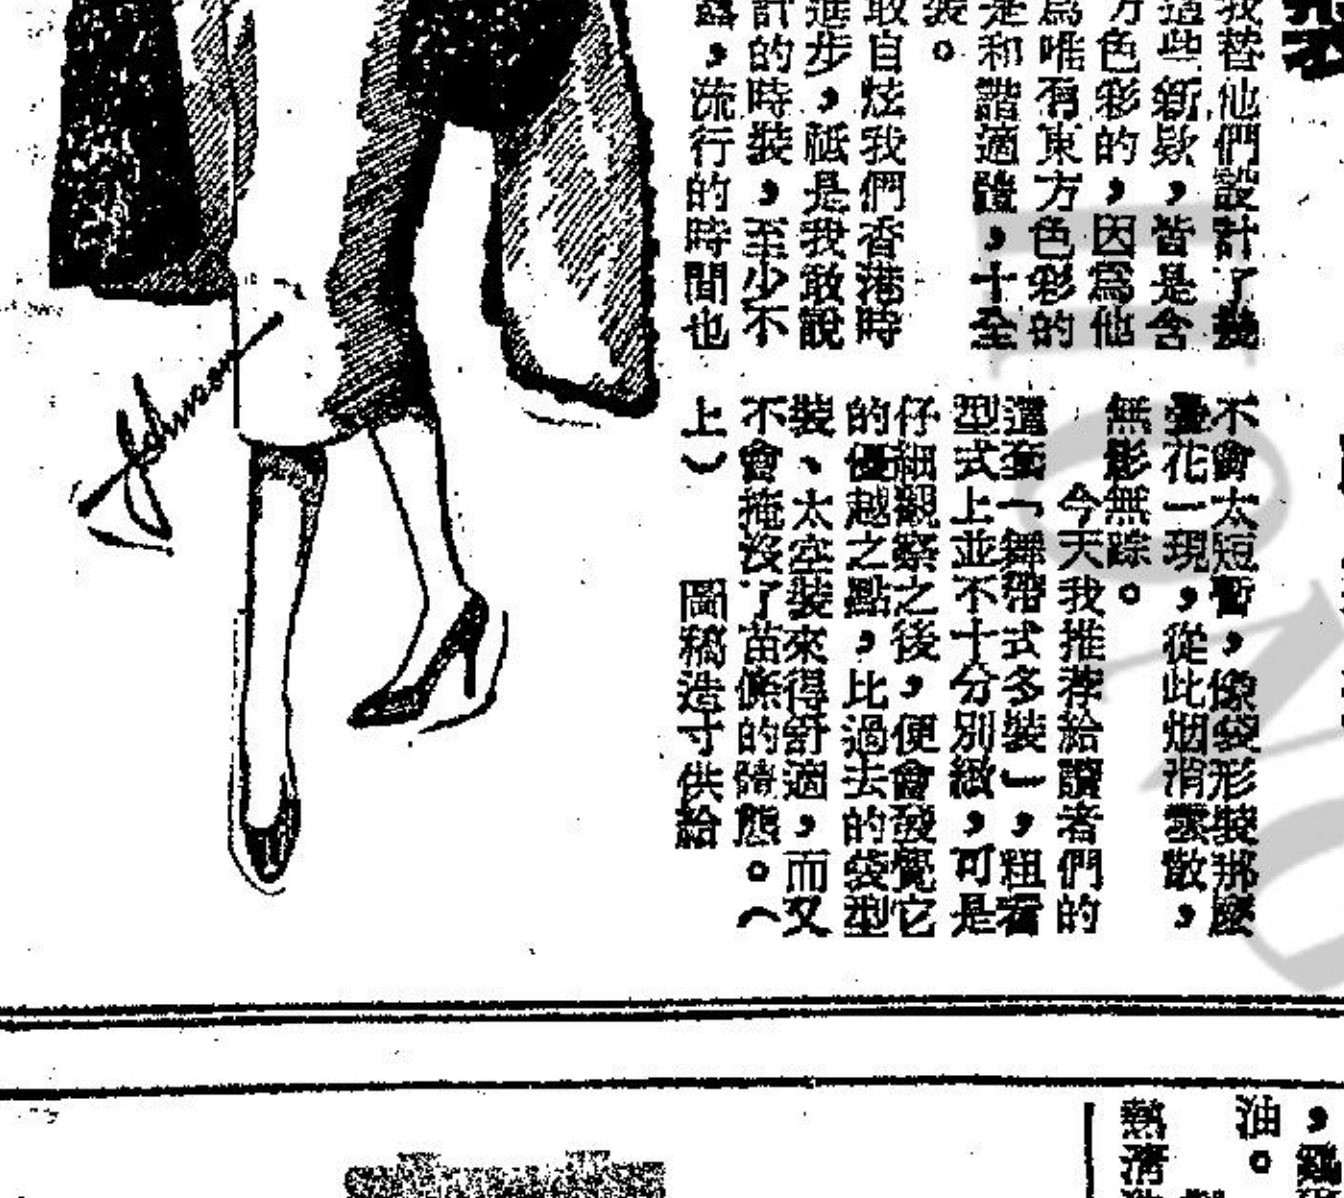 我替他們設計了幾
這些新款，皆是含
方色彩的，因為他
為唯有東方色彩的
是和諧適體，十全
裝。
敢自炫我們香港時
進步，祗是我敢說
計的時裝，至少不
，流行的時間也
不會太短暫，像袋形裝那麼
曇花一現，從此烟消雲散，
無影無踪。
今天我推荐給讀者們的
這套「舞帶式多裝」，粗看
型式上並不十分別緻，可是
仔細觀察之後，便會發覺它
的優越之點，比過去的袋型
裝、太空裝來得舒適，而又
不會掩沒了苗條的體態。（
上）
圖稿造寸供給
Johnson
，
油。
熱清